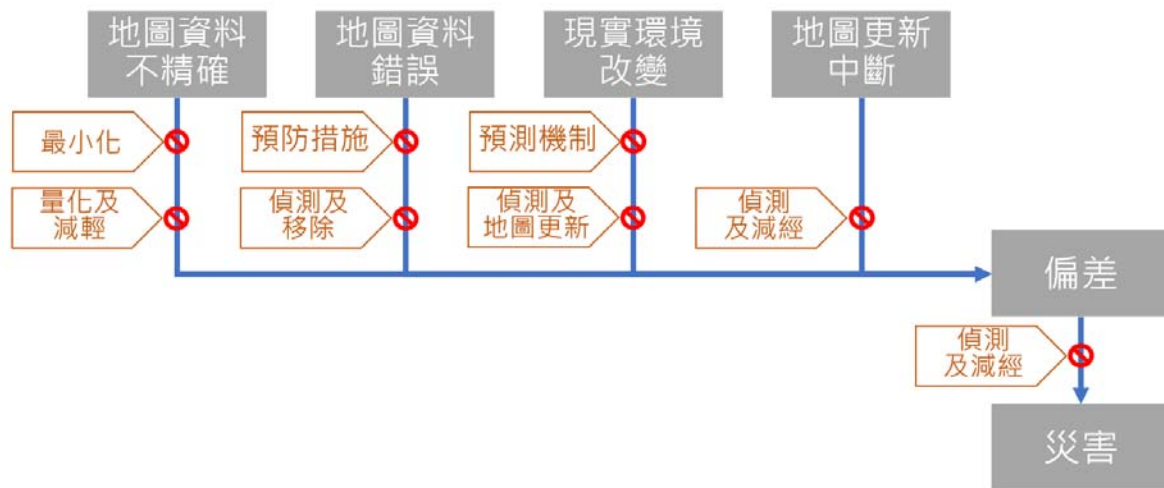 地圖資料
不精確
地圖資料
錯誤
現實環境
改變
地圖更新
中斷
最小化
預防措施
預測機制
量化及
減輕
偵測及
移除
偵測及
地圖更新
偵測
及減經
偏差
偵測
及減經
災害